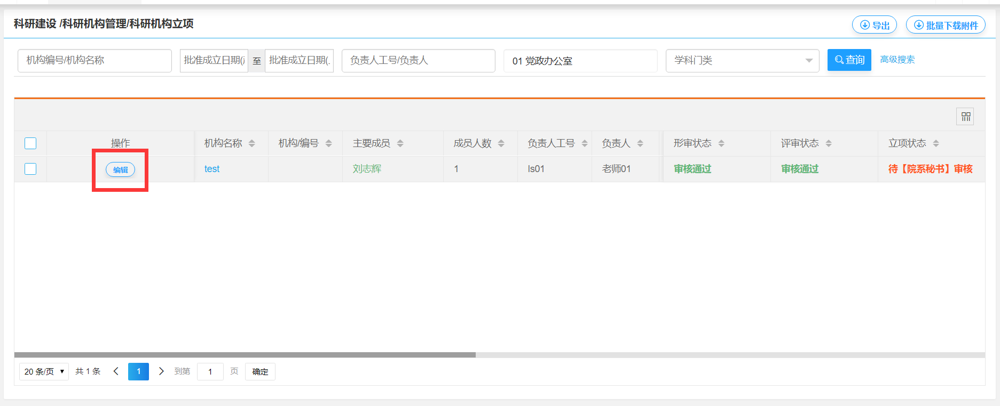 科研建设 /科研机构管理/科研机构立项
导出
批量下载附件
机构编号/机构名称
批准成立日期(
至
批准成立日期(
负责人工号/负责人
01 党政办公室
学科门类
查询
高级搜索
操作
机构名称
机构/编号
主要成员
成员人数
负责人工号
负责人
形审状态
评审状态
立项状态
编辑
test
刘志辉
1
ls01
老师01
审核通过
审核通过
待【院系秘书】审核
20 条/页
共 1 条
1
到第
1
页
确定